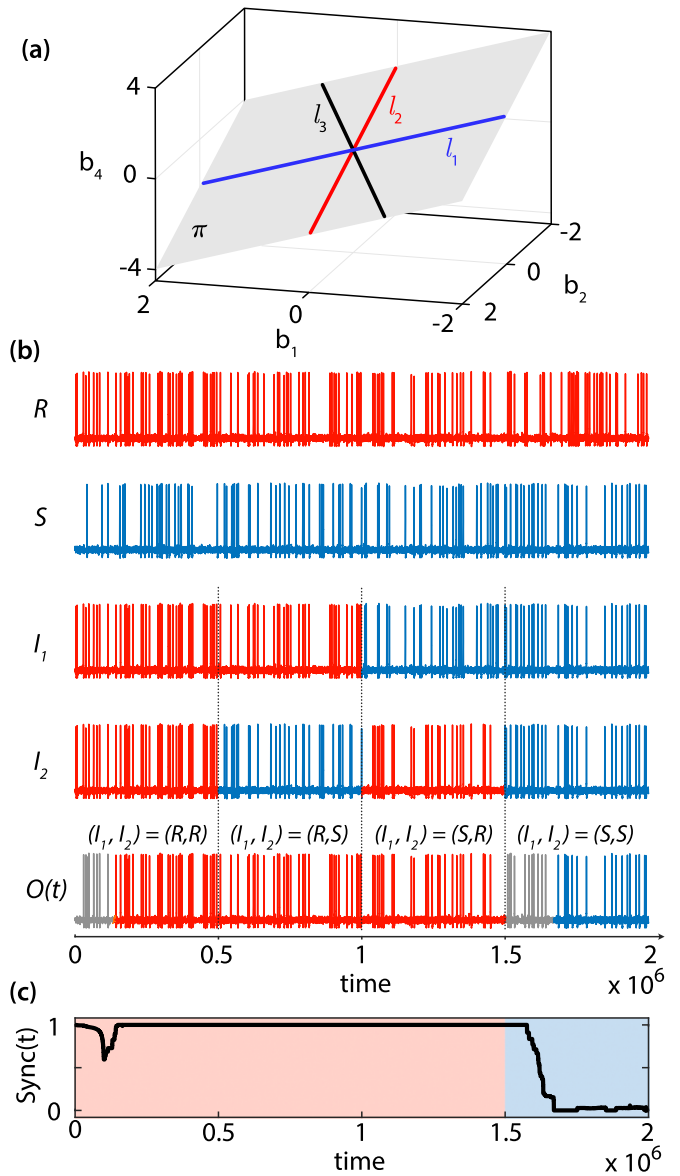 (a)
4
0
-4
b4
π
l3
l2
l1
2
0
-2
b1
2
0
-2
b2
(b)
R
S
I1
I2
(I1, I2) = (R,R) (I1, I2) = (R,S) (I1, I2) = (S,R) (I1, I2) = (S,S)
O(t)
0 0.5 1 1.5 2
time
x 10^6
(c)
Sync(t)
1
0
0 0.5 1 1.5 2
time
x 10^6